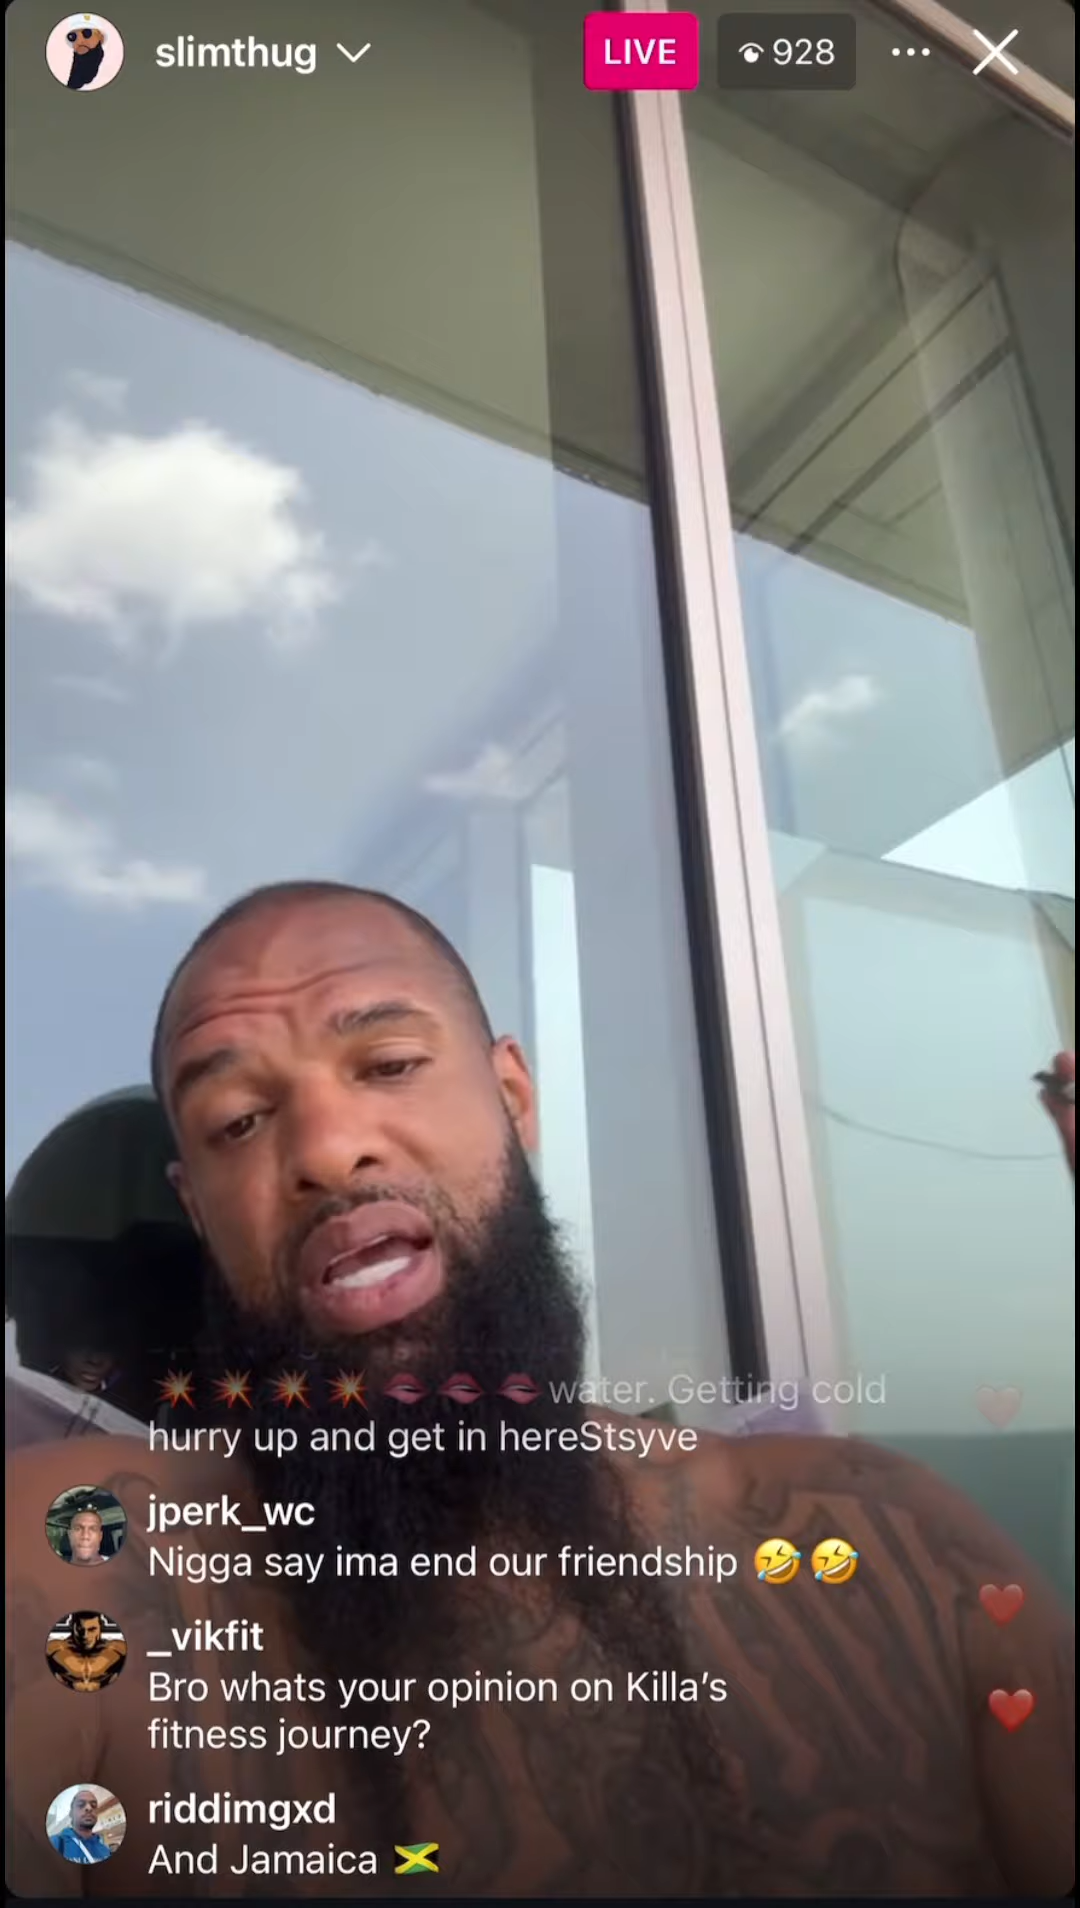 slimthug
LIVE
928
💥 💥 💥 💥 👄 👄 👄 water. Getting cold
hurry up and get in hereStsyve
jperk_wc
Nigga say ima end our friendship 🤣 🤣
_vikfit
Bro whats your opinion on Killa’s
fitness journey?
riddimgxd
And Jamaica 🇯🇲